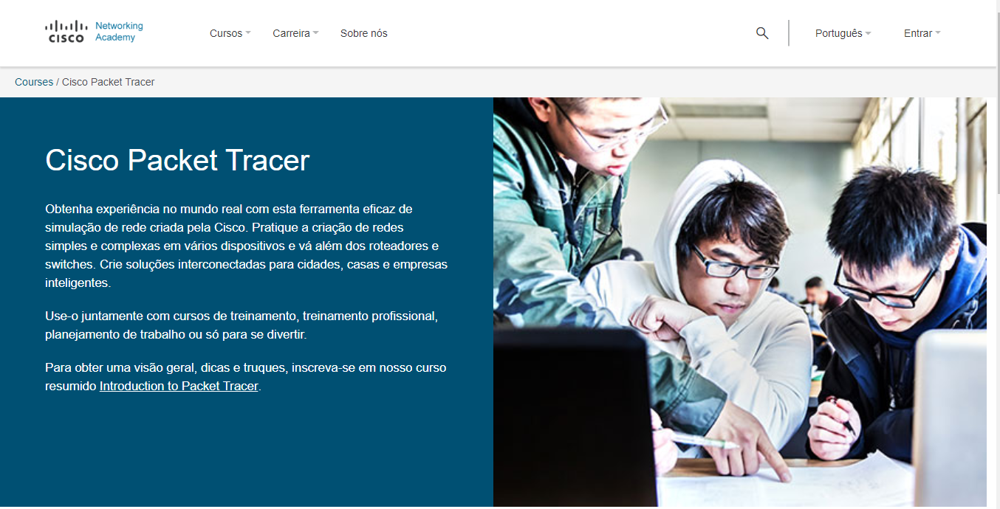 CISCO Networking Academy
Cursos Carreira Sobre nós Português Entrar
Courses / Cisco Packet Tracer
Cisco Packet Tracer
Obtenha experiência no mundo real com esta ferramenta eficaz de
simulação de rede criada pela Cisco. Pratique a criação de redes
simples e complexas em vários dispositivos e vá além dos roteadores e
switches. Crie soluções interconectadas para cidades, casas e empresas
inteligentes.
Use-o juntamente com cursos de treinamento, treinamento profissional,
planejamento de trabalho ou só para se divertir.
Para obter uma visão geral, dicas e truques, inscreva-se em nosso curso
resumido Introduction to Packet Tracer.